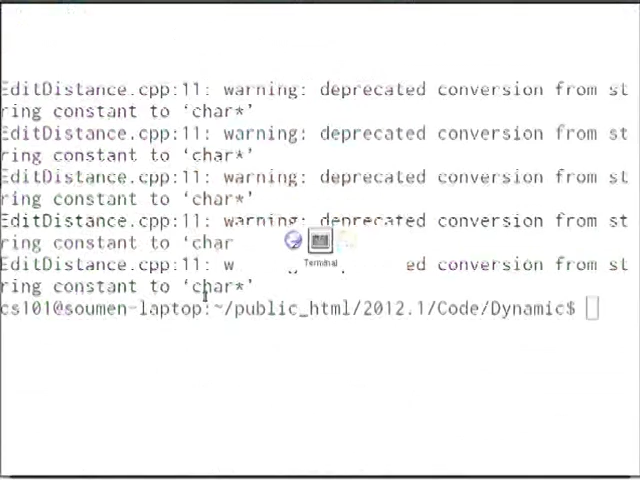 EditDistance.cpp:11: warning: deprecated conversion from st
ring constant to ‘char*’
EditDistance.cpp:11: warning: deprecated conversion from st
ring constant to ‘char*’
EditDistance.cpp:11: warning: deprecated conversion from st
ring constant to ‘char*’
EditDistance.cpp:11: warning: deprecated conversion from st
ring constant to ‘char
Terminal
EditDistance.cpp:11: w ed conversion from st
ring constant to ‘char*’
cs101@soumen-laptop:~/public_html/2012.1/Code/Dynamic$